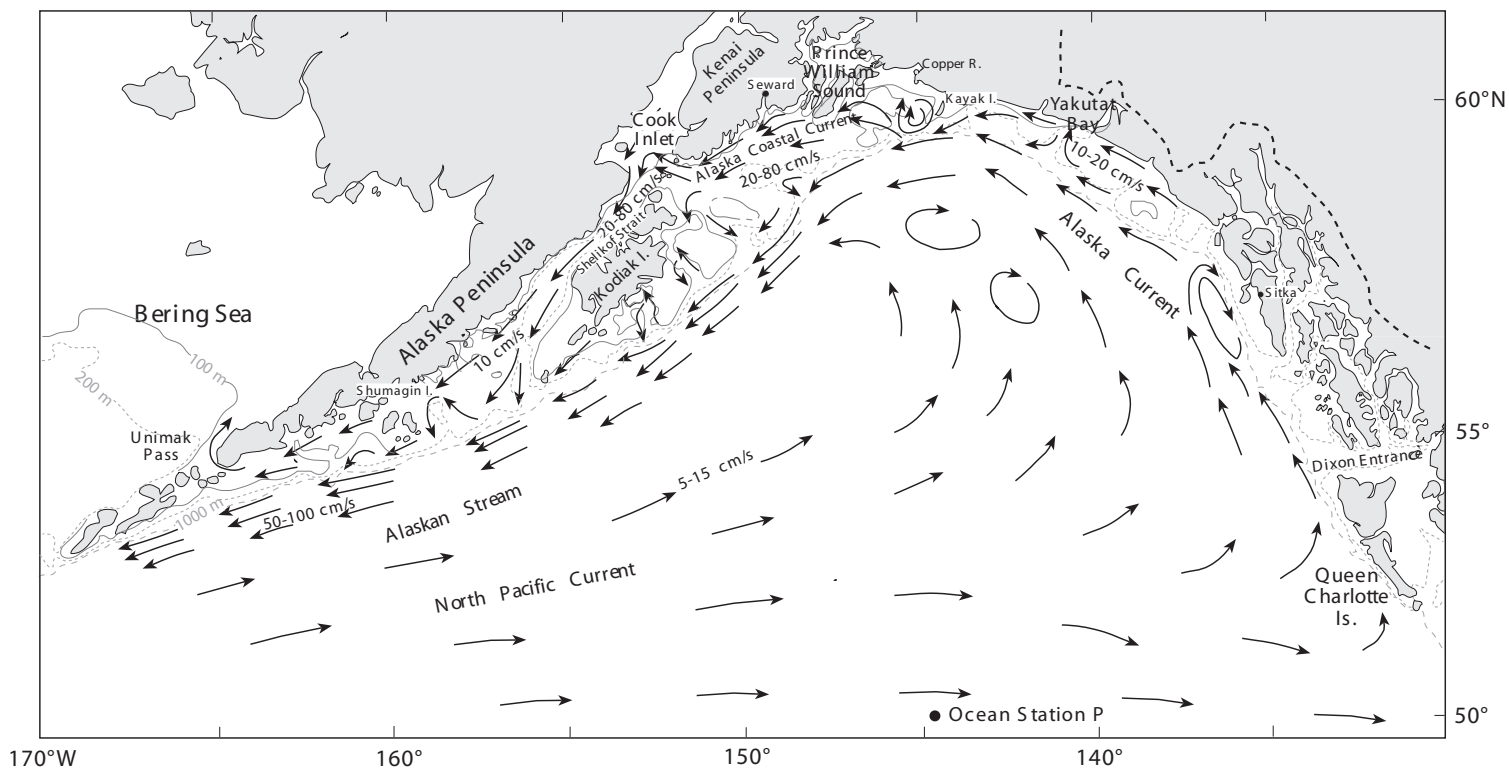 Kenai
Peninsula
Prince
William
Sound
Copper R.
Seward
Kayak I.
Yakutat
Bay
60°N
Cook
Inlet
Alaska Coastal Current
20-80 cm/s
10-20 cm/s
20-80 cm/s
Shelikof Strait
Kodiak I.
Alaska Current
Sitka
Bering Sea
Alaska Peninsula
100 m
200 m
10 cm/s
Shumagin I.
Unimak
Pass
55°
Dixon Entrance
5-15 cm/s
1000 m
50-100 cm/s
Alaskan Stream
North Pacific Current
Queen
Charlotte
Is.
Ocean Station P
50°
170°W
160°
150°
140°